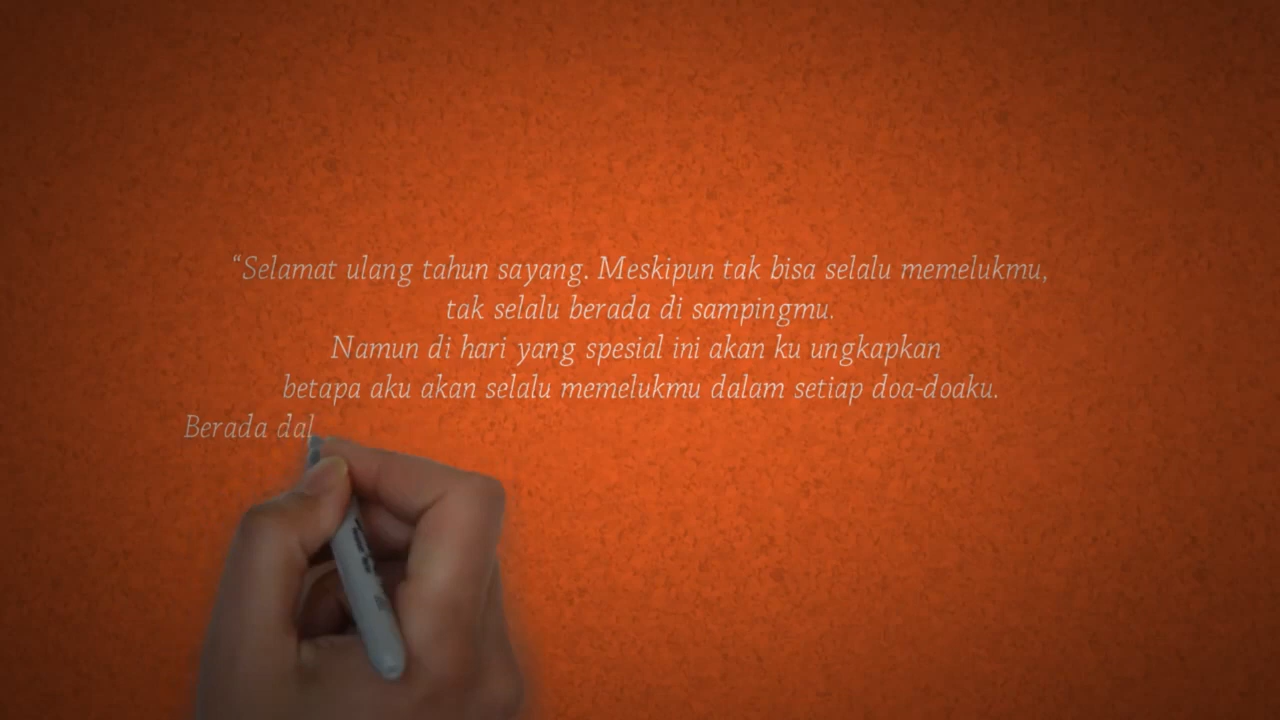 “Selamat ulang tahun sayang. Meskipun tak bisa selalu memelukmu,
tak selalu berada di sampingmu.
Namun di hari yang spesial ini akan ku ungkapkan
betapa aku akan selalu memelukmu dalam setiap doa-doaku.
Berada dal